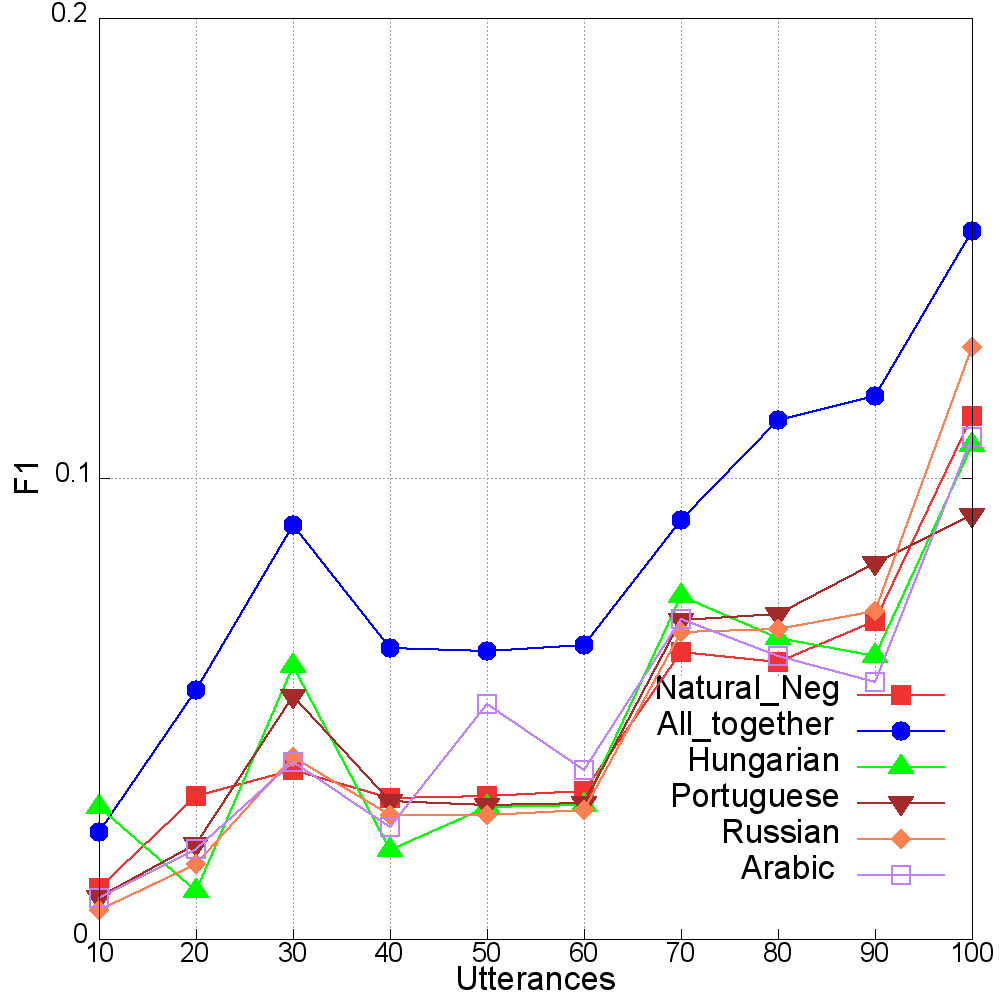 0.2
0.1
0
F1
10 20 30 40 50 60 70 80 90 100
Utterances
Natural_Neg
All_together
Hungarian
Portuguese
Russian
Arabic